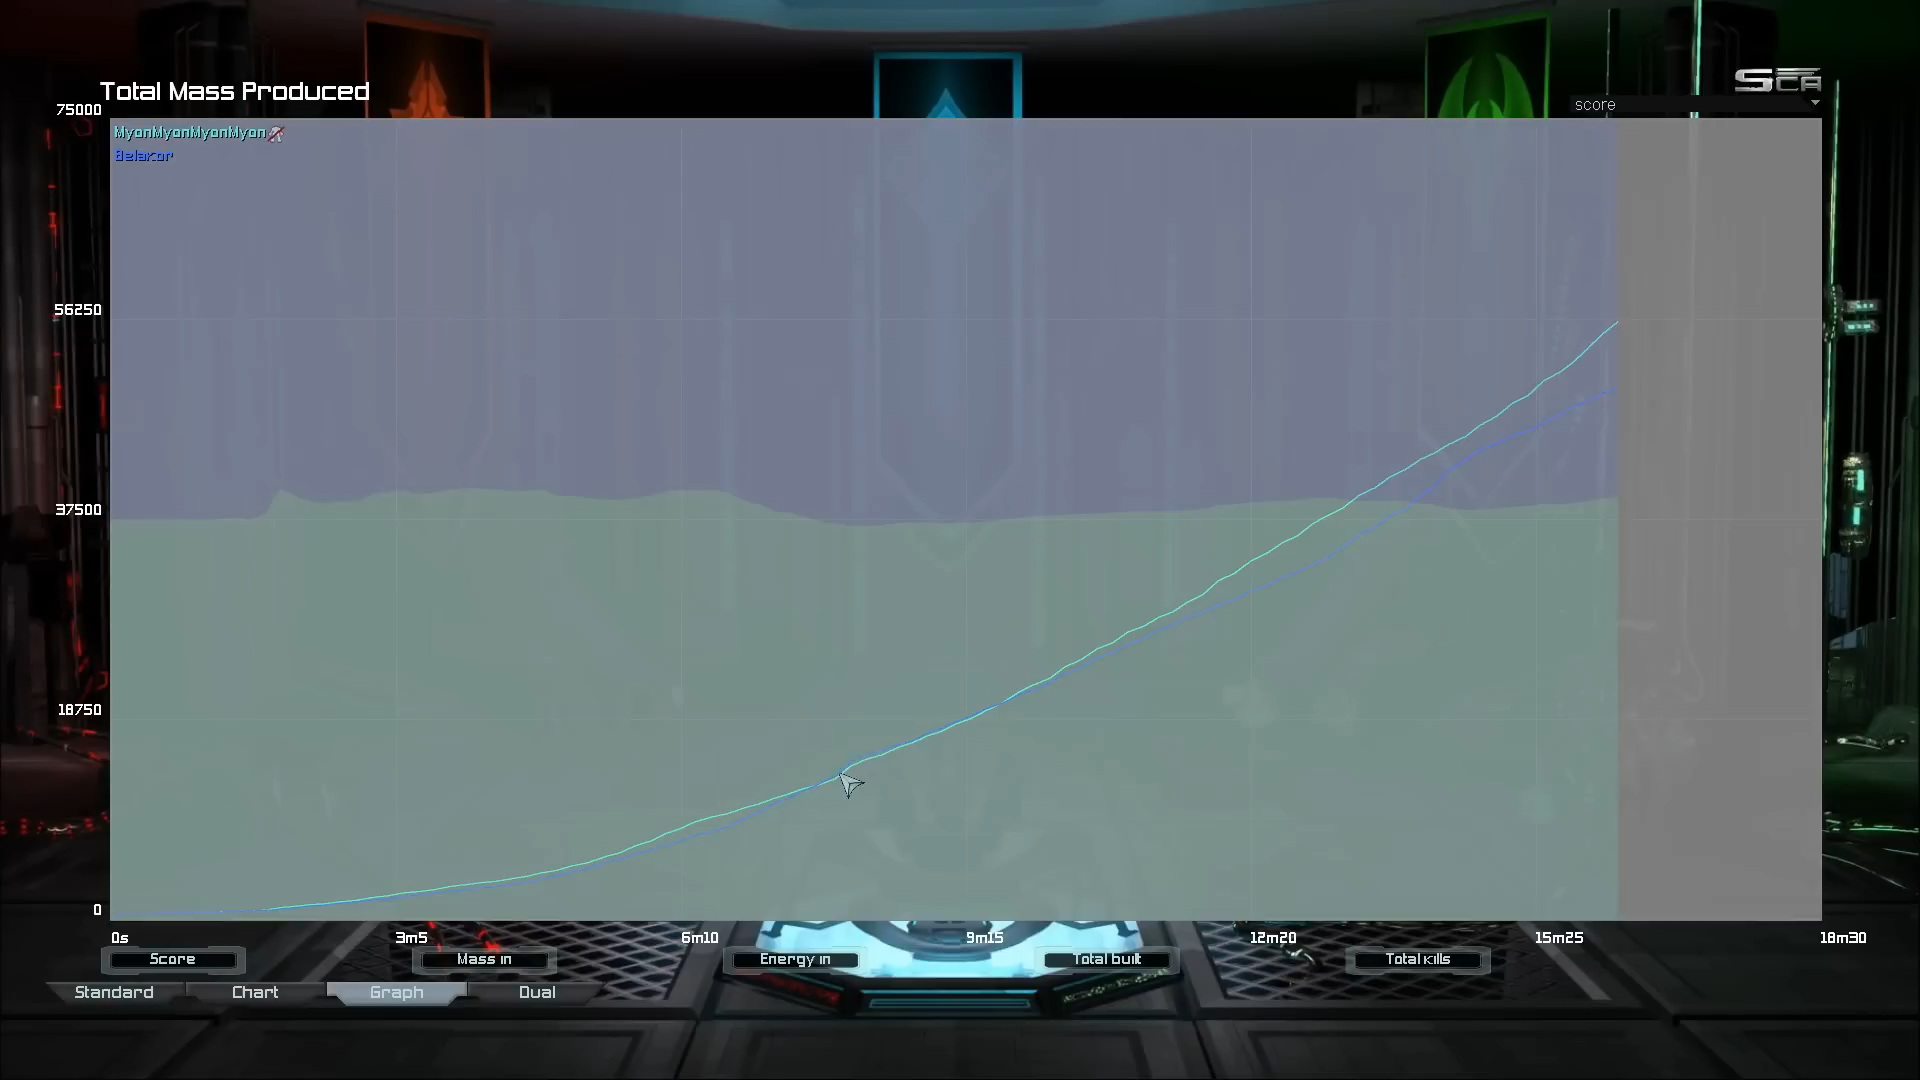 Total Mass Produced
SCA
score
75000
MyonMyonMyonMyon
Belakor
56250
37500
18750
0
0s 3m5 6m10 9m15 12m20 15m25 18m30
Score Mass in Energy in Total built Total kills
Standard Chart Graph Dual